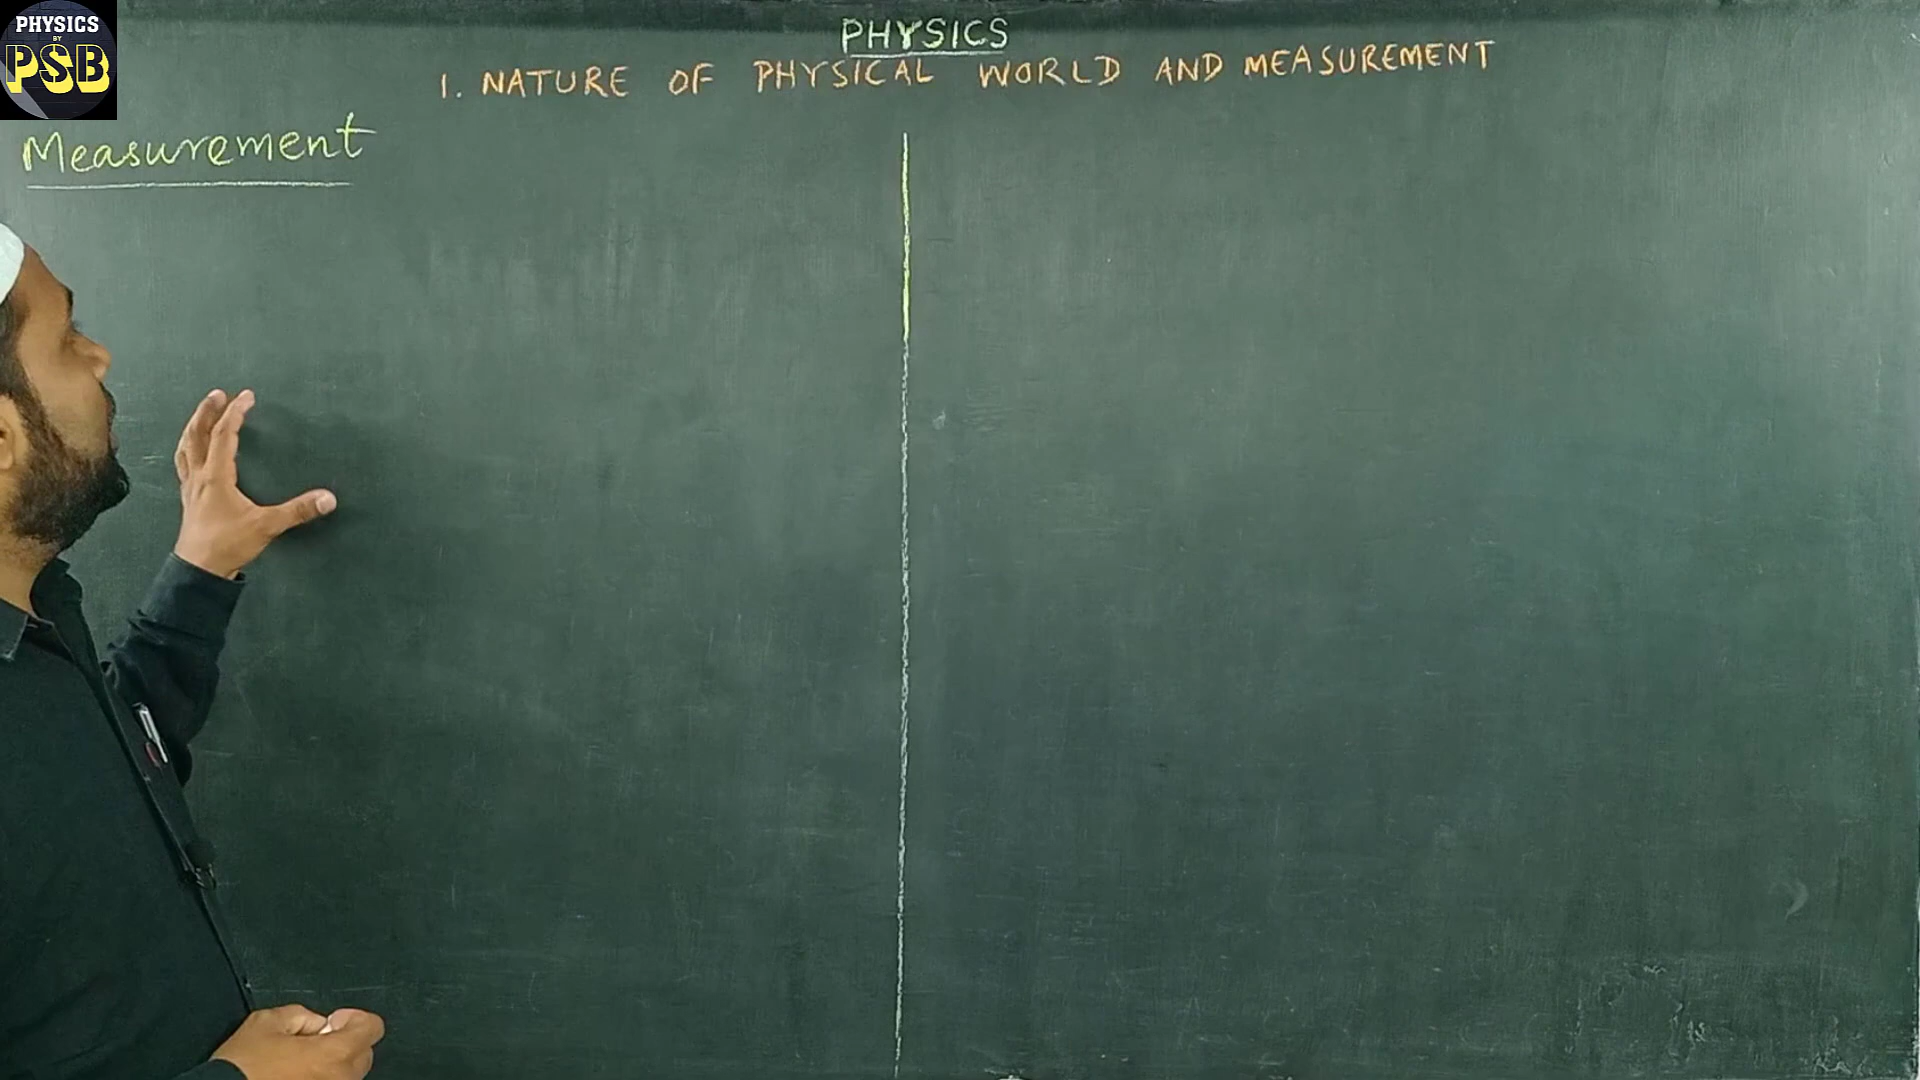 PHYSICS
BY
PSB
PHYSICS
1. NATURE OF PHYSICAL WORLD AND MEASUREMENT
Measurement